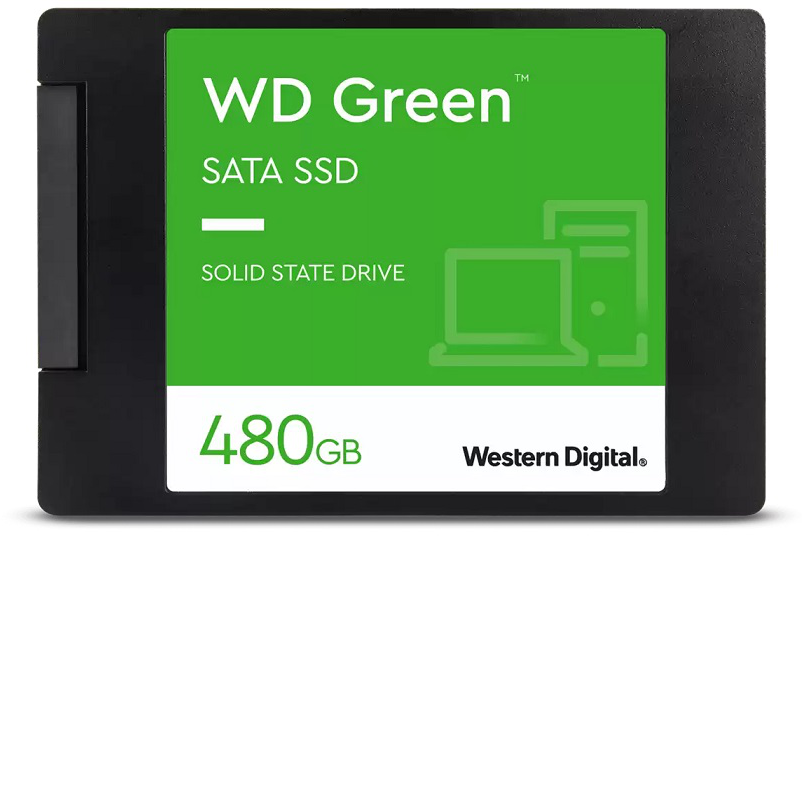 WD Green™
SATA SSD
SOLID STATE DRIVE
480GB
Western Digital®